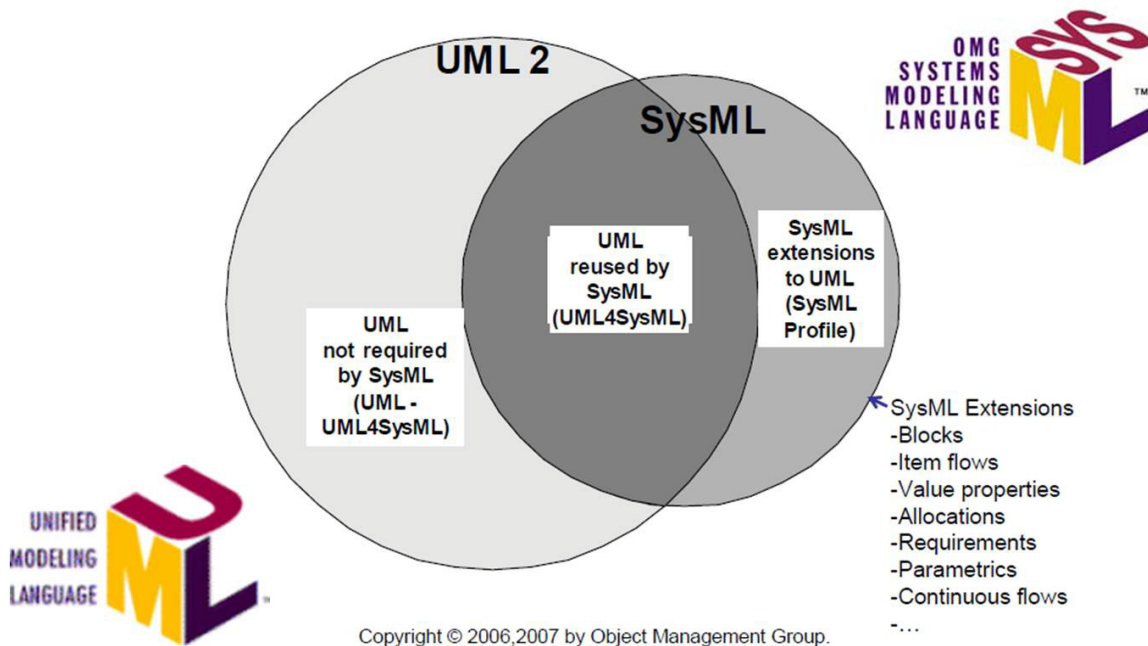 UML 2
SysML
OMG
SYSTEMS
MODELING
LANGUAGE
SYS
ML
TM
UML
reused by
SysML
(UML4SysML)
SysML
extensions
to UML
(SysML
Profile)
UML
not required
by SysML
(UML -
UML4SysML)
SysML Extensions
-Blocks
-Item flows
-Value properties
-Allocations
-Requirements
-Parametrics
-Continuous flows
-…
UNIFIED
MODELING
LANGUAGE
U
ML
Copyright © 2006,2007 by Object Management Group.